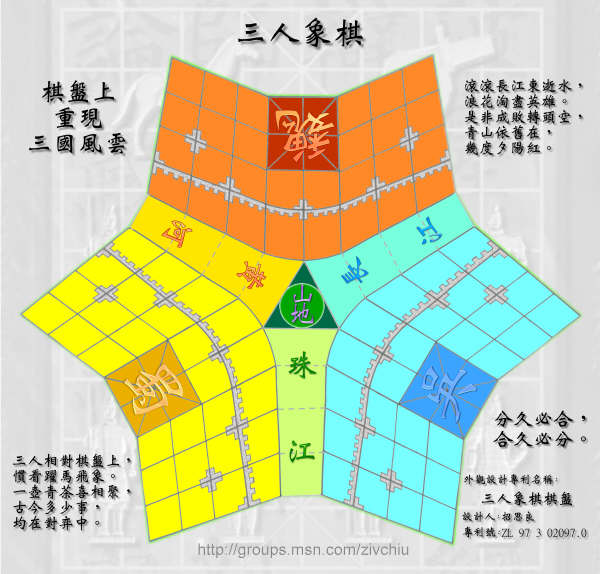 三人象棋
棋盤上
重現
三國風雲
滾滾長江東逝水，
浪花淘盡英雄。
是非成敗轉頭空，
青山依舊在，
幾度夕陽紅。
魏
黃河
長江
山地
珠江
蜀
吳
分久必合，
合久必分。
三人相對棋盤上，
慣看躍馬飛象。
一壺青茶喜相聚，
古今多少事，
均在對弈中。
外觀設計專利名稱：
三人象棋棋盤
設計人：招思良
專利號：ZL 97 3 02097.0
http://groups.msn.com/zivchiu